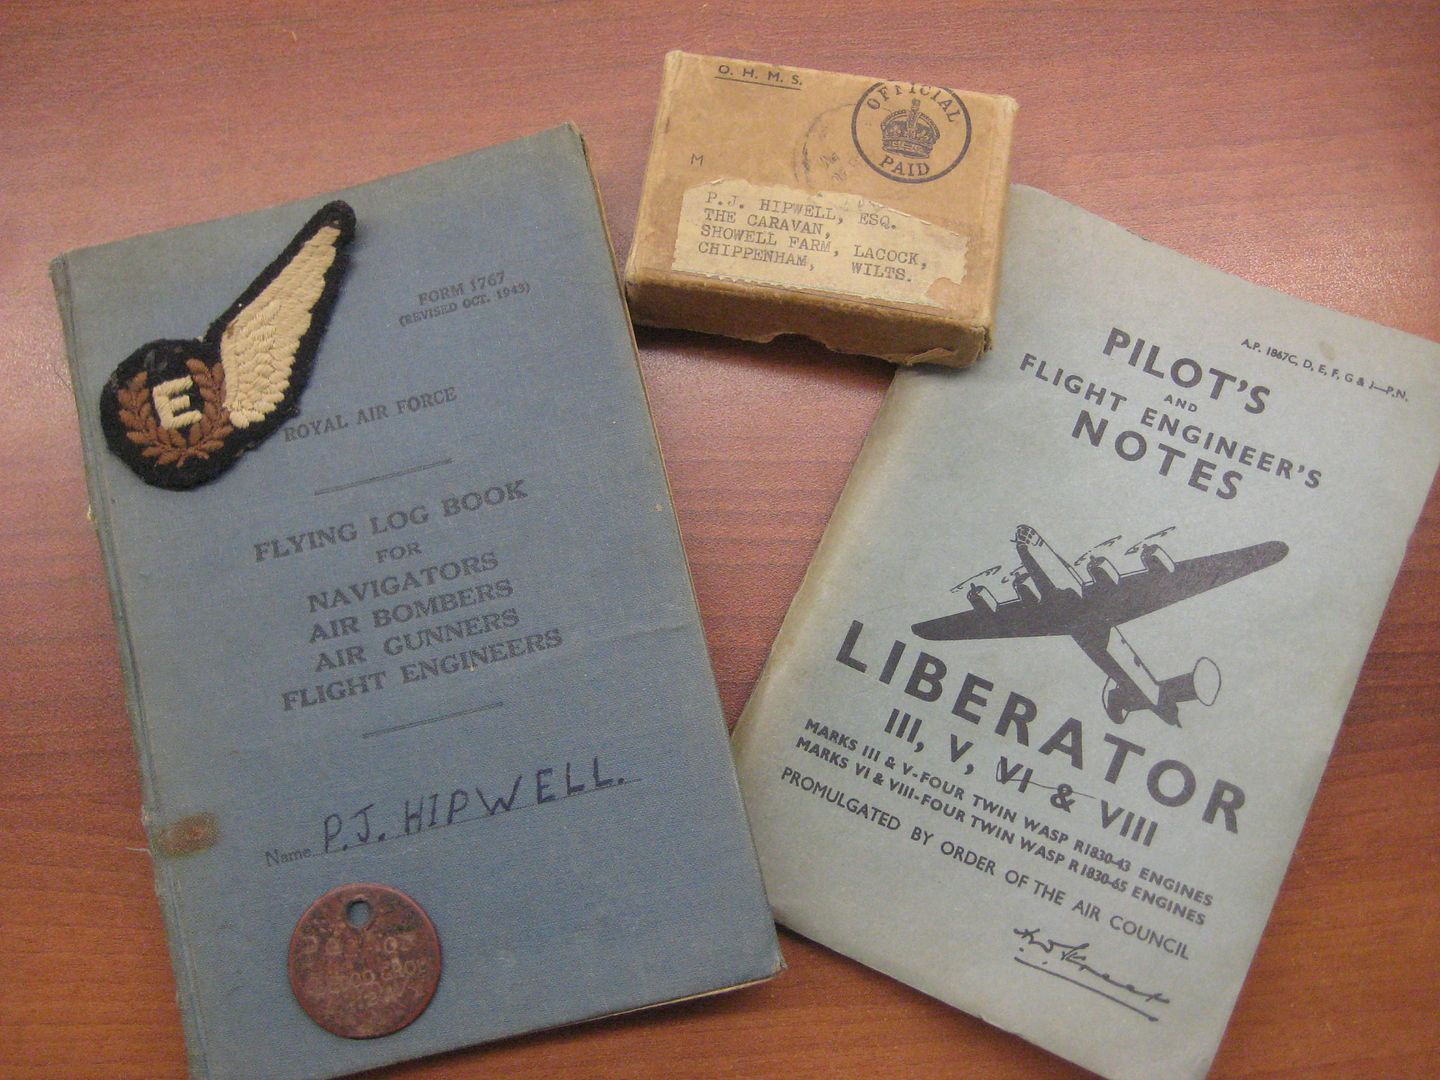 O. H. M. S.
OFFICIAL
PAID
M
P.J. HIPWELL, ESQ.
THE CARAVAN,
SHOWELL FARM, LACOCK,
CHIPPENHAM, WILTS.
FORM 1767
(REVISED OCT. 1943)
E
ROYAL AIR FORCE
FLYING LOG BOOK
FOR
NAVIGATORS
AIR BOMBERS
AIR GUNNERS
FLIGHT ENGINEERS
Name P.J. HIPWELL.
A.P. 1867C, D, E, F, G & J—P.N.
PILOT'S
AND
FLIGHT ENGINEER'S
NOTES
LIBERATOR
III, V, VI & VIII
MARKS III & V-FOUR TWIN WASP R1830-43 ENGINES
MARKS VI & VIII-FOUR TWIN WASP R1830-65 ENGINES
PROMULGATED BY ORDER OF THE AIR COUNCIL